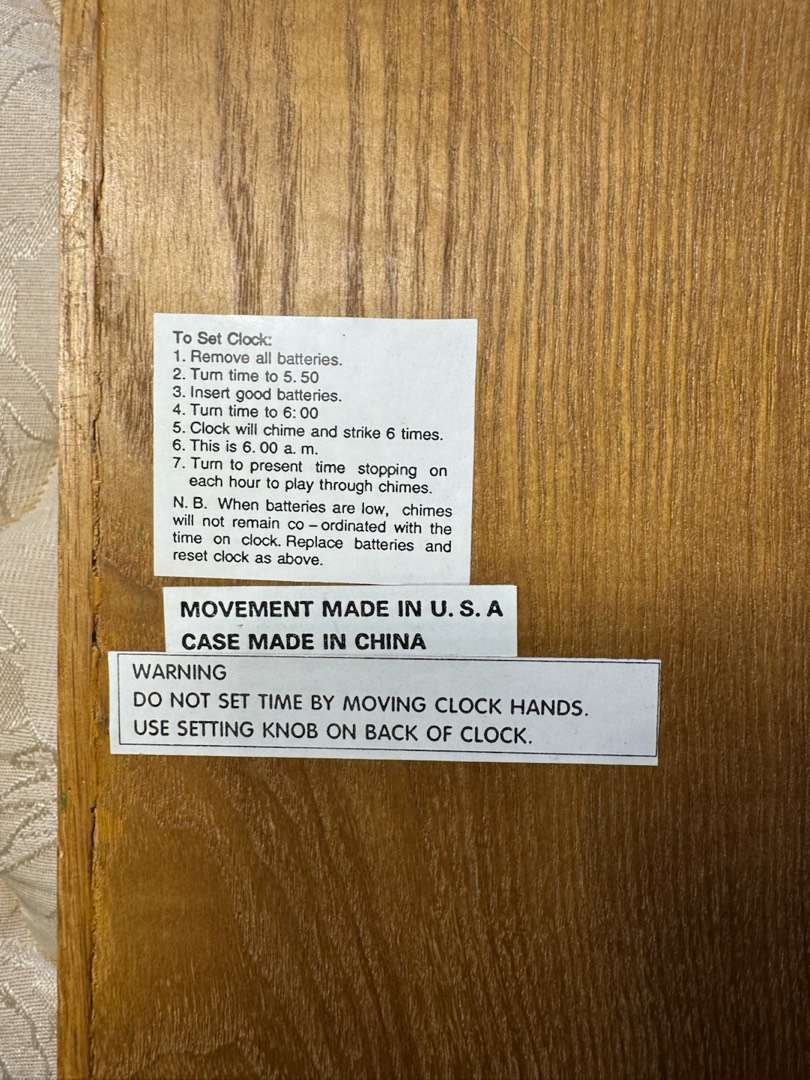 To Set Clock:
1. Remove all batteries.
2. Turn time to 5. 50
3. Insert good batteries.
4. Turn time to 6: 00
5. Clock will chime and strike 6 times.
6. This is 6. 00 a. m.
7. Turn to present time stopping on
each hour to play through chimes.
N. B. When batteries are low, chimes
will not remain co – ordinated with the
time on clock. Replace batteries and
reset clock as above.
MOVEMENT MADE IN U. S. A
CASE MADE IN CHINA
WARNING
DO NOT SET TIME BY MOVING CLOCK HANDS.
USE SETTING KNOB ON BACK OF CLOCK.